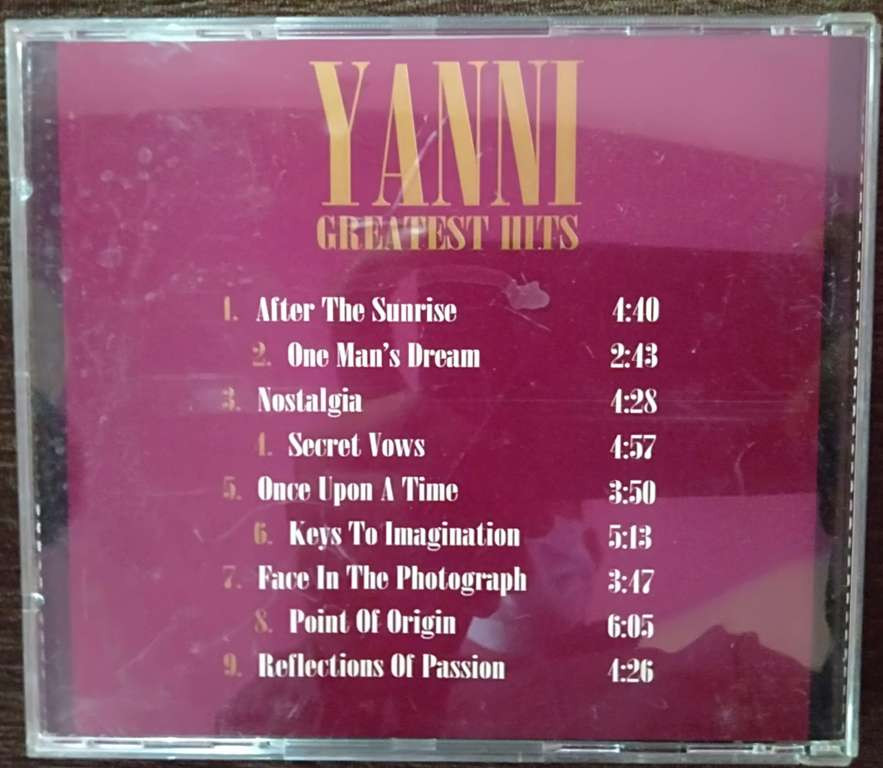 YANNI
GREATEST HITS
1. After The Sunrise 4:40
2. One Man's Dream 2:43
3. Nostalgia 4:28
4. Secret Vows 4:57
5. Once Upon A Time 3:50
6. Keys To Imagination 5:13
7. Face In The Photograph 3:47
8. Point Of Origin 6:05
9. Reflections Of Passion 4:26